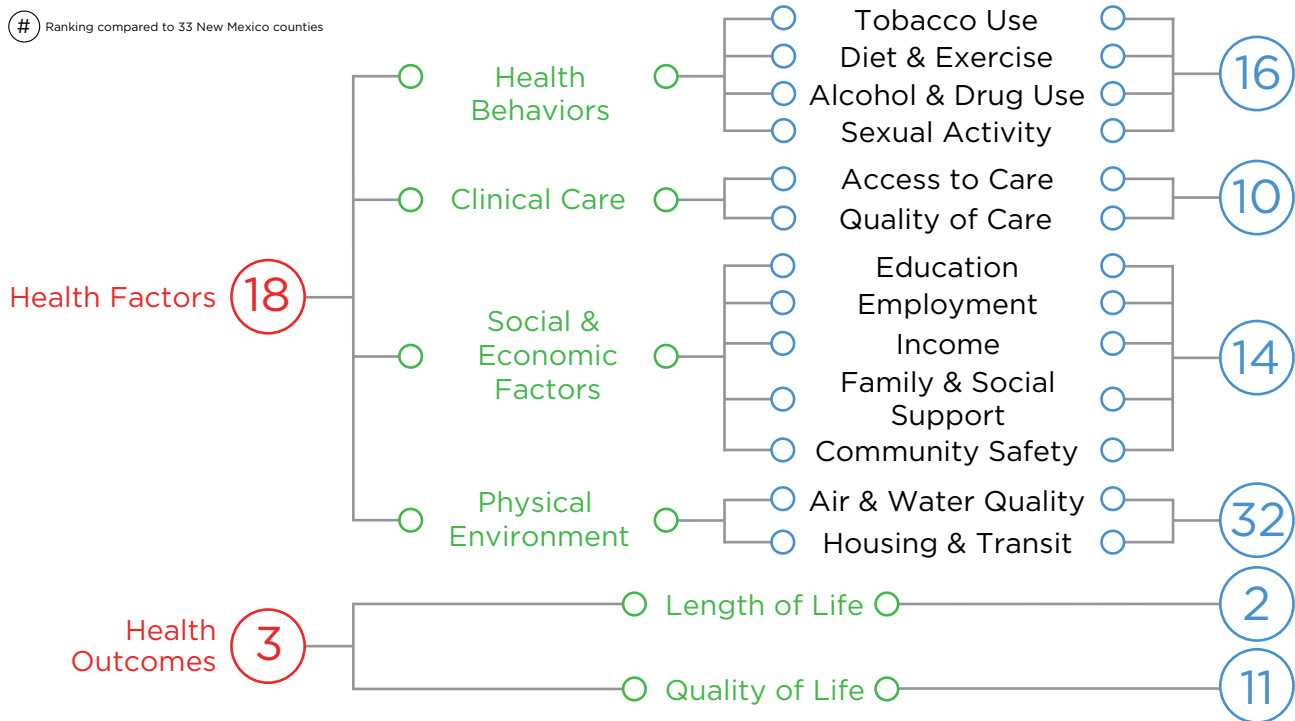 # Ranking compared to 33 New Mexico counties
Health Factors 18
Health
Behaviors
Tobacco Use
Diet & Exercise
Alcohol & Drug Use
Sexual Activity
16
Clinical Care
Access to Care
Quality of Care
10
Social &
Economic
Factors
Education
Employment
Income
Family & Social
Support
Community Safety
14
Physical
Environment
Air & Water Quality
Housing & Transit
32
Health
Outcomes
3
Length of Life
2
Quality of Life
11